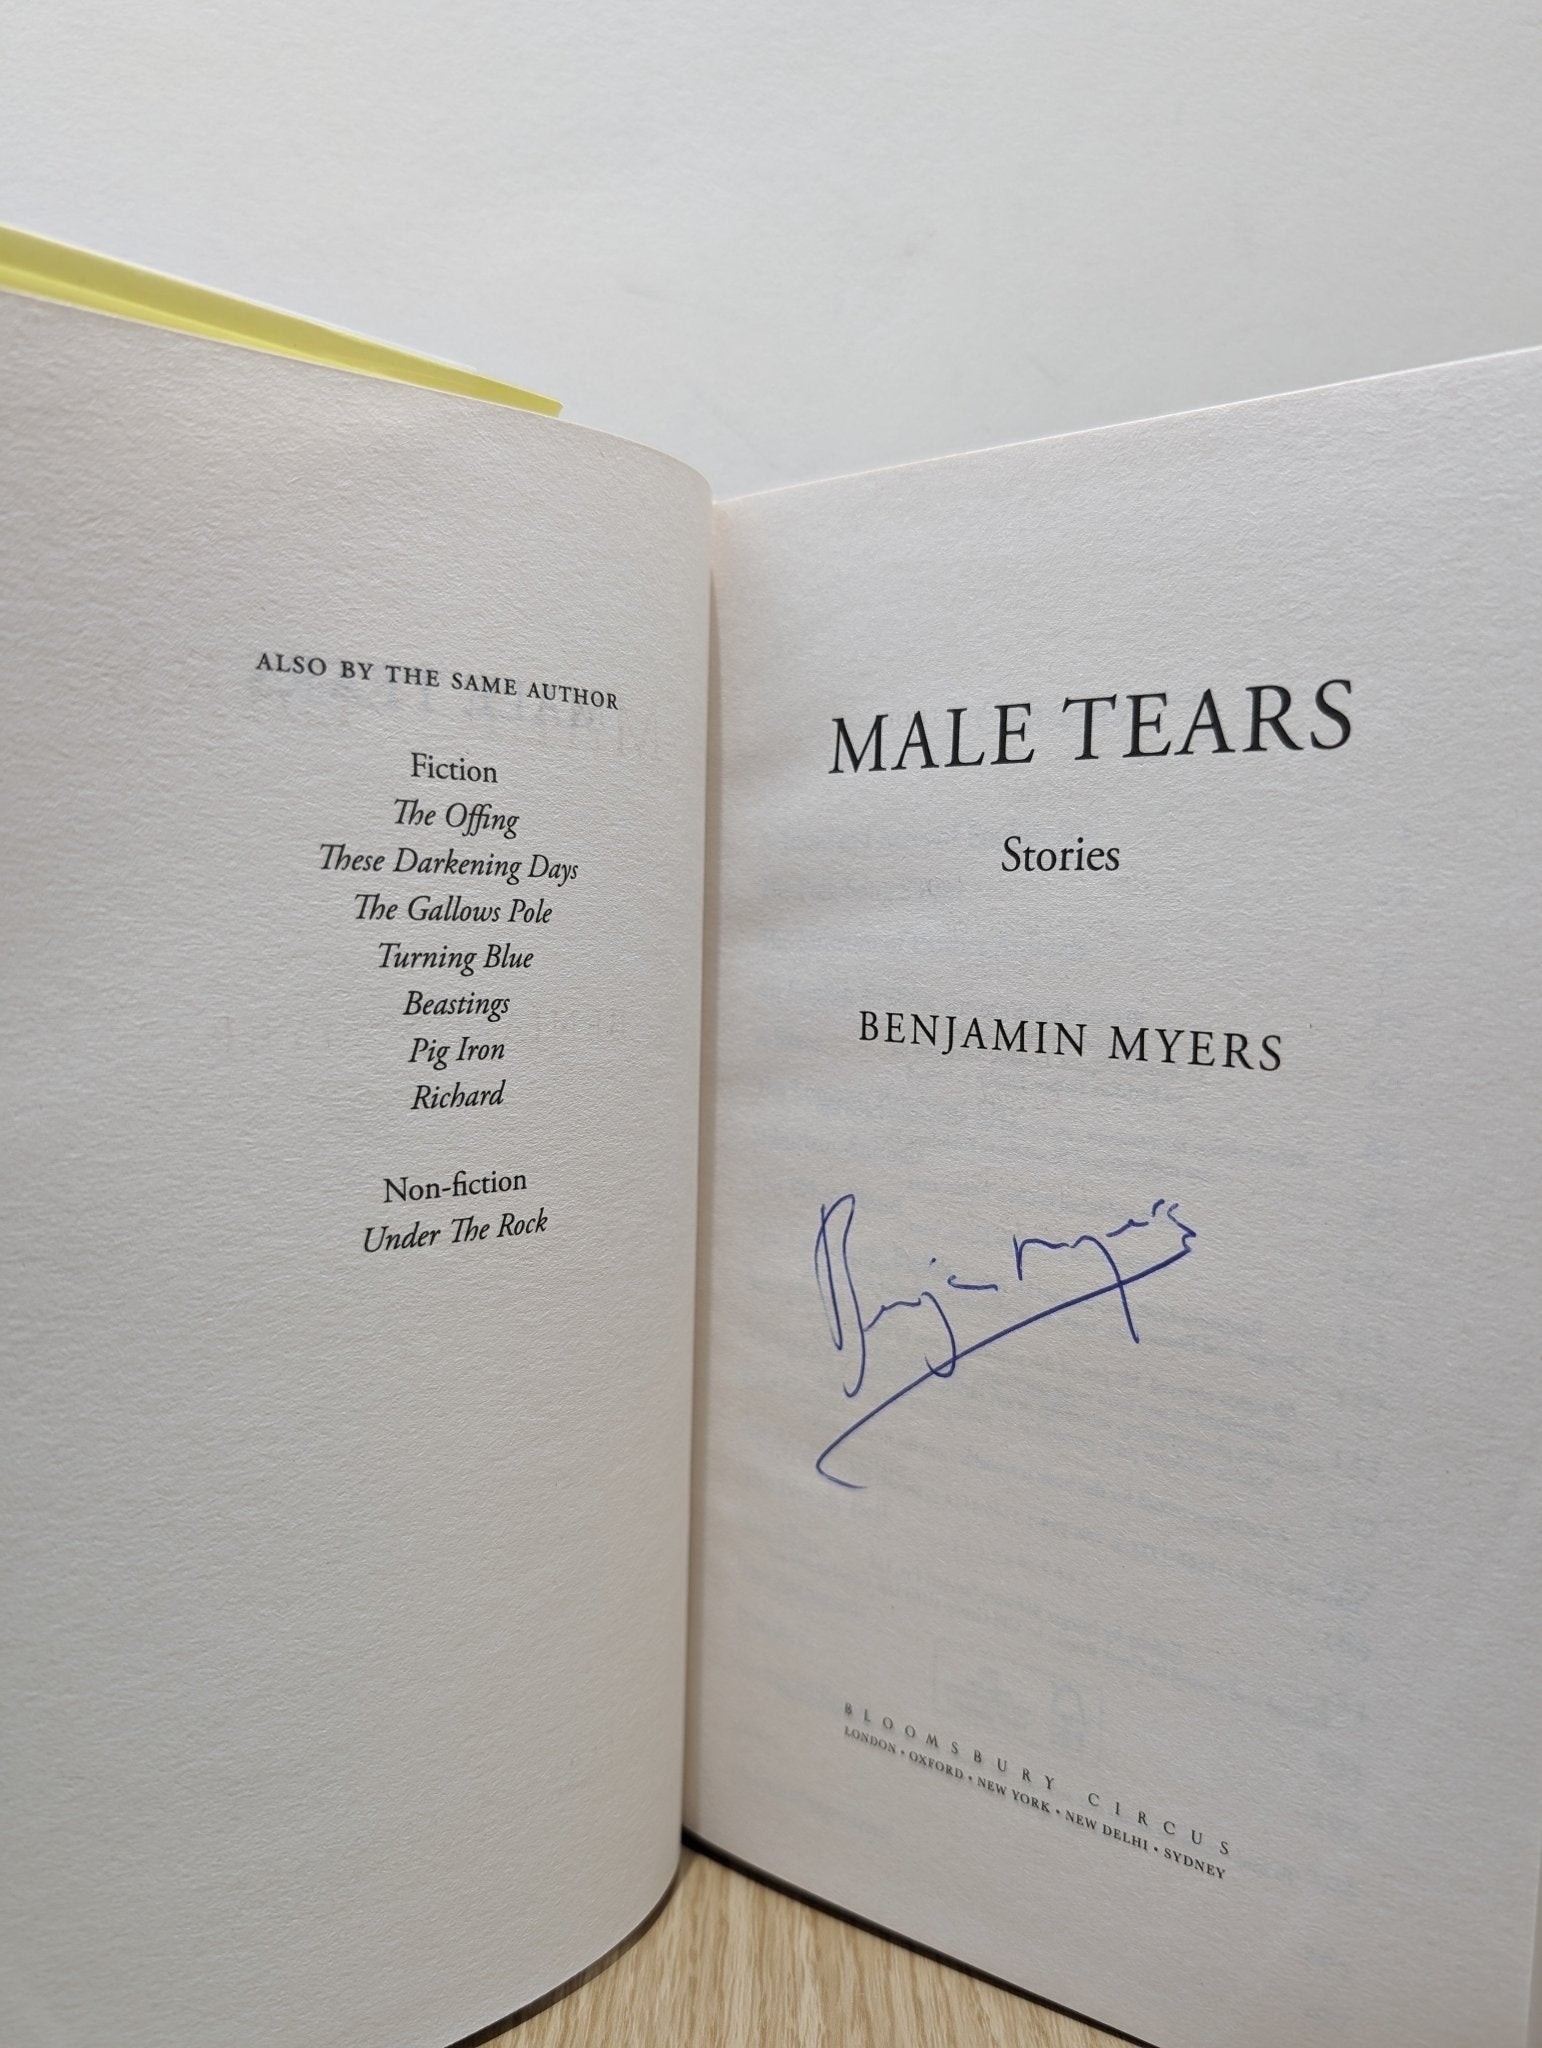 ALSO BY THE SAME AUTHOR
Fiction
The Offing
These Darkening Days
The Gallows Pole
Turning Blue
Beastings
Pig Iron
Richard
Non-fiction
Under The Rock
MALE TEARS
Stories
BENJAMIN MYERS
Benjamin Myers
BLOOMSBURY CIRCUS
LONDON • OXFORD • NEW YORK • NEW DELHI • SYDNEY